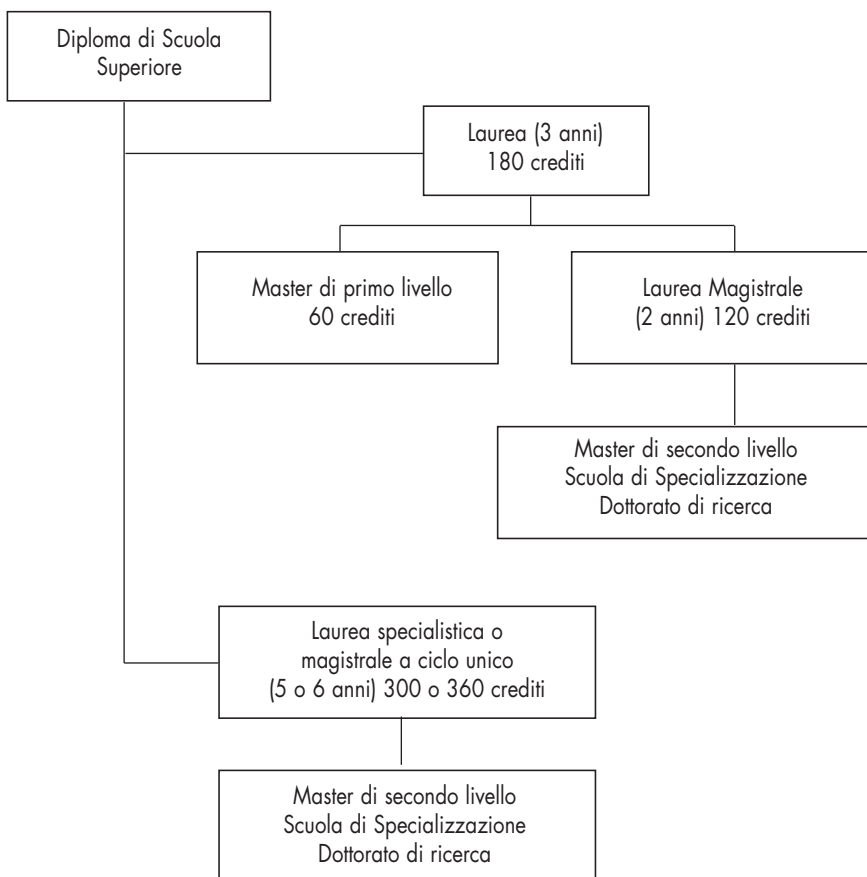 Diploma di Scuola
Superiore
Laurea (3 anni)
180 crediti
Master di primo livello
60 crediti
Laurea Magistrale
(2 anni) 120 crediti
Master di secondo livello
Scuola di Specializzazione
Dottorato di ricerca
Laurea specialistica o
magistrale a ciclo unico
(5 o 6 anni) 300 o 360 crediti
Master di secondo livello
Scuola di Specializzazione
Dottorato di ricerca